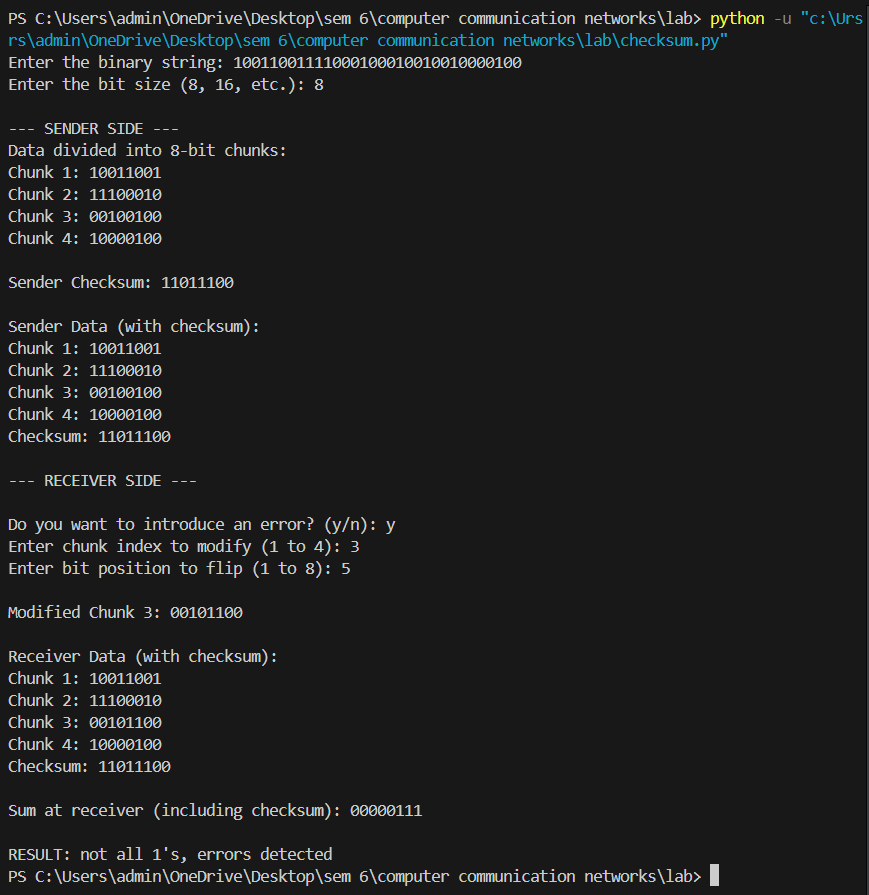 PS C:\Users\admin\OneDrive\Desktop\sem 6\computer communication networks\lab> python -u "c:\Urs
rs\admin\OneDrive\Desktop\sem 6\computer communication networks\lab\checksum.py"
Enter the binary string: 10011001111000100010010010000100
Enter the bit size (8, 16, etc.): 8
--- SENDER SIDE ---
Data divided into 8-bit chunks:
Chunk 1: 10011001
Chunk 2: 11100010
Chunk 3: 00100100
Chunk 4: 10000100
Sender Checksum: 11011100
Sender Data (with checksum):
Chunk 1: 10011001
Chunk 2: 11100010
Chunk 3: 00100100
Chunk 4: 10000100
Checksum: 11011100
--- RECEIVER SIDE ---
Do you want to introduce an error? (y/n): y
Enter chunk index to modify (1 to 4): 3
Enter bit position to flip (1 to 8): 5
Modified Chunk 3: 00101100
Receiver Data (with checksum):
Chunk 1: 10011001
Chunk 2: 11100010
Chunk 3: 00101100
Chunk 4: 10000100
Checksum: 11011100
Sum at receiver (including checksum): 00000111
RESULT: not all 1's, errors detected
PS C:\Users\admin\OneDrive\Desktop\sem 6\computer communication networks\lab>